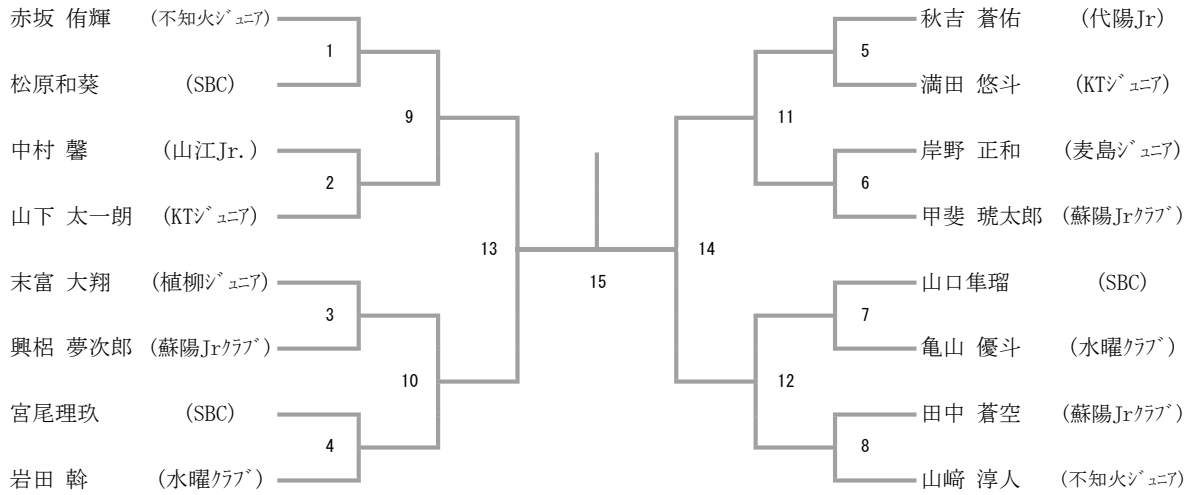 赤坂 侑輝 (不知火ｼﾞｭﾆｱ) 秋吉 蒼佑 (代陽Jr)
1 5
松原和葵 (SBC) 満田 悠斗 (KTｼﾞｭﾆｱ)
9 11
中村 馨 (山江Jr.) 岸野 正和 (麦島ｼﾞｭﾆｱ)
2 6
山下 太一朗 (KTｼﾞｭﾆｱ) 甲斐 琥太郎 (蘇陽Jrｸﾗﾌﾞ)
13 14
15
末富 大翔 (植柳ｼﾞｭﾆｱ) 山口隼瑠 (SBC)
3 7
興梠 夢次郎 (蘇陽Jrｸﾗﾌﾞ) 亀山 優斗 (水曜ｸﾗﾌﾞ)
10 12
宮尾理玖 (SBC) 田中 蒼空 (蘇陽Jrｸﾗﾌﾞ)
4 8
岩田 幹 (水曜ｸﾗﾌﾞ) 山﨑 淳人 (不知火ｼﾞｭﾆｱ)